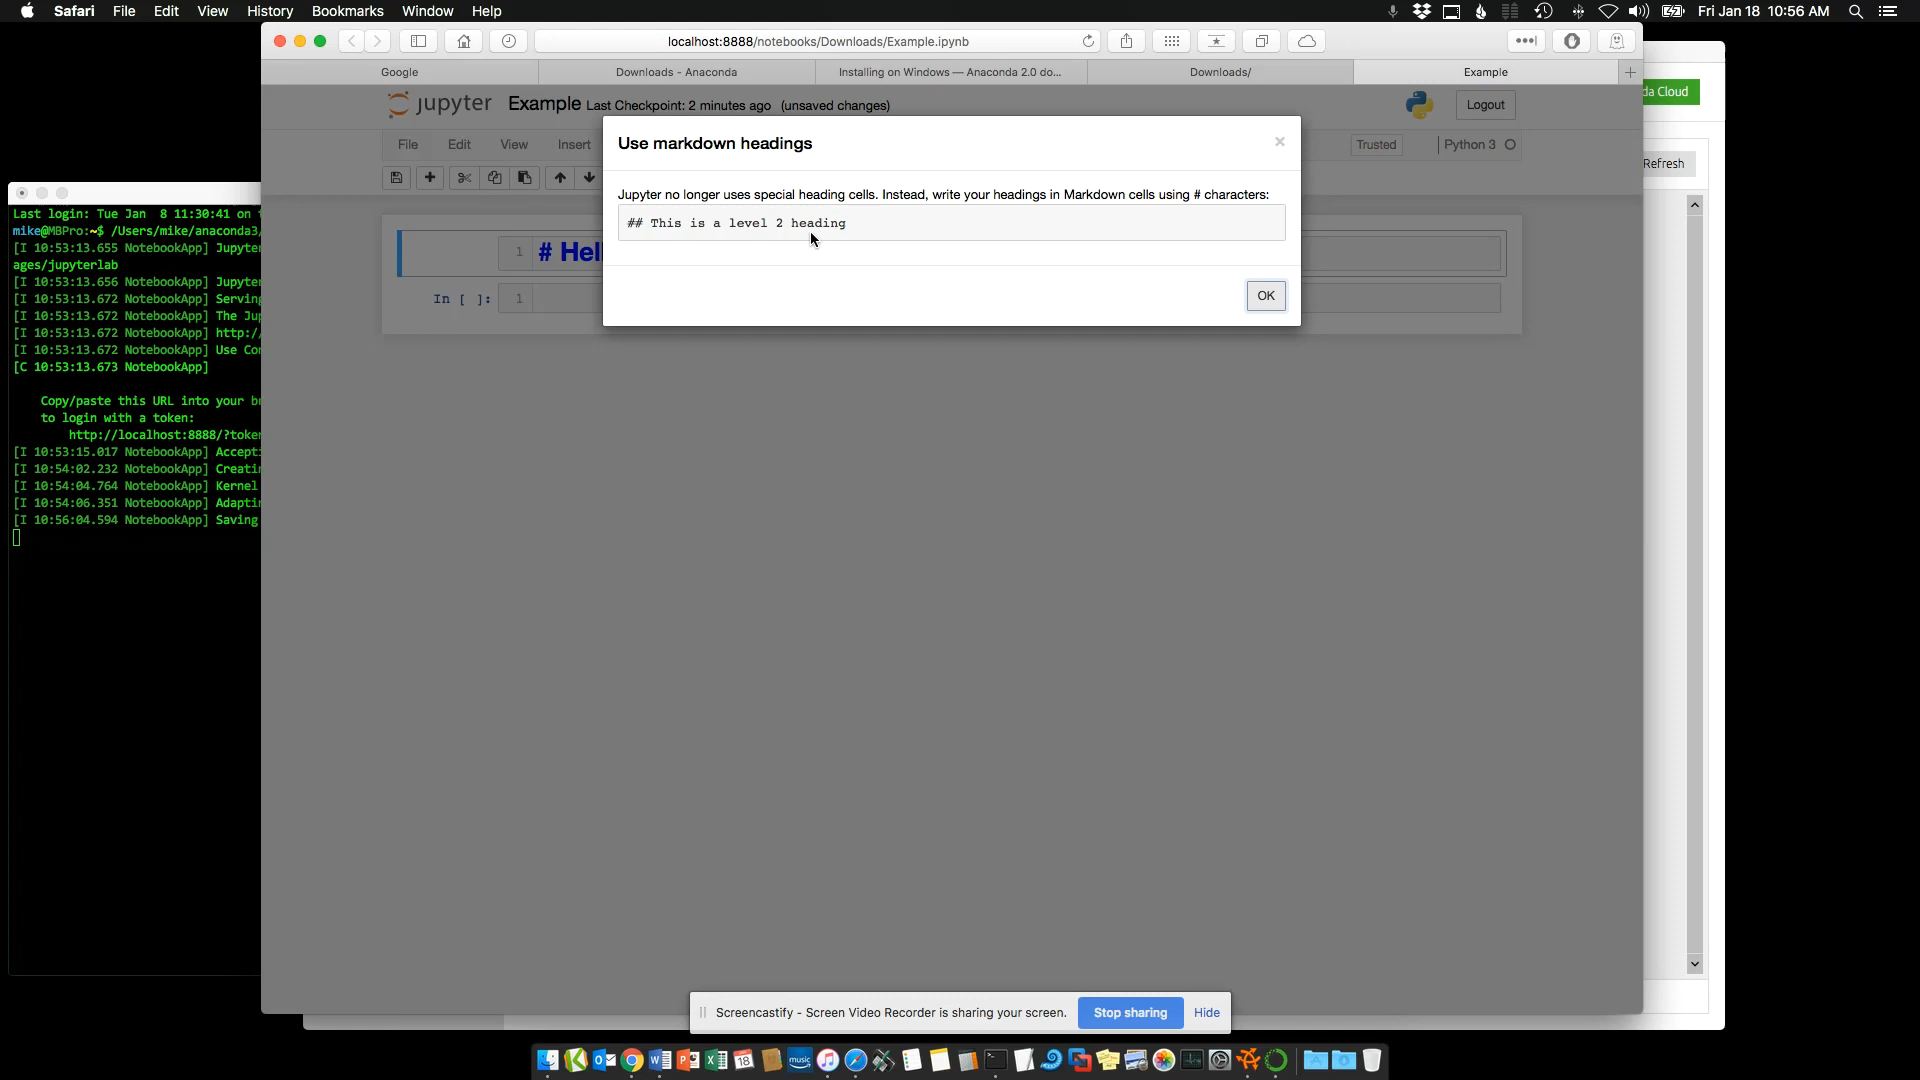 Safari File Edit View History Bookmarks Window Help
Fri Jan 18 10:56 AM
localhost:8888/notebooks/Downloads/Example.ipynb
Google
Downloads - Anaconda
Installing on Windows — Anaconda 2.0 do...
Downloads/
Example
jupyter Example Last Checkpoint: 2 minutes ago (unsaved changes)
Logout
File Edit View Insert
Trusted
Python 3
Refresh
Use markdown headings
Jupyter no longer uses special heading cells. Instead, write your headings in Markdown cells using # characters:
## This is a level 2 heading
OK
1
# Hel
In [ ]:
1
Last login: Tue Jan 8 11:30:41 on
mike@MBPro:~$ /Users/mike/anaconda3/
[I 10:53:13.655 NotebookApp] Jupyte
ages/jupyterlab
[I 10:53:13.656 NotebookApp] Jupyte
[I 10:53:13.672 NotebookApp] Serving
[I 10:53:13.672 NotebookApp] The Ju
[I 10:53:13.672 NotebookApp] http:/
[I 10:53:13.672 NotebookApp] Use Co
[C 10:53:13.673 NotebookApp]
Copy/paste this URL into your b
to login with a token:
http://localhost:8888/?toke
[I 10:53:15.017 NotebookApp] Accept
[I 10:54:02.232 NotebookApp] Creati
[I 10:54:04.764 NotebookApp] Kernel
[I 10:54:06.351 NotebookApp] Adapti
[I 10:56:04.594 NotebookApp] Saving
da Cloud
Screencastify - Screen Video Recorder is sharing your screen.
Stop sharing
Hide
18
music